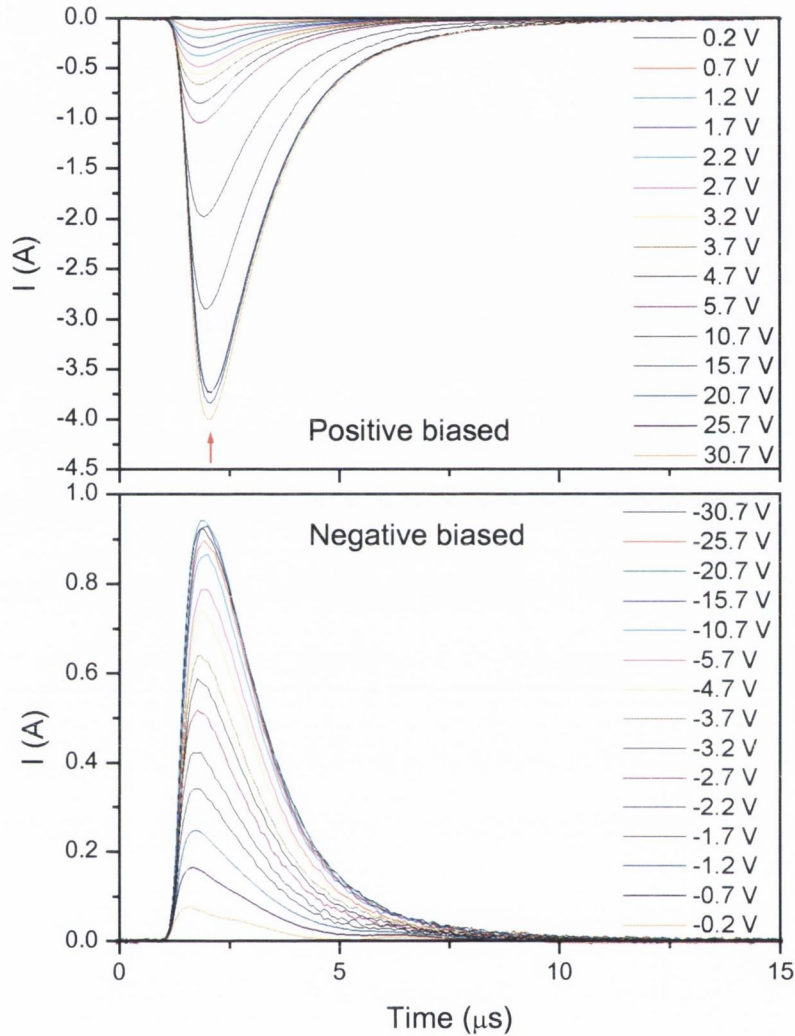 0.0
-0.5
-1.0
-1.5
-2.0
-2.5
-3.0
-3.5
-4.0
-4.5
I (A)
0.2 V
0.7 V
1.2 V
1.7 V
2.2 V
2.7 V
3.2 V
3.7 V
4.7 V
5.7 V
10.7 V
15.7 V
20.7 V
25.7 V
30.7 V
Positive biased
1.0
0.8
0.6
0.4
0.2
0.0
I (A)
Negative biased
-30.7 V
-25.7 V
-20.7 V
-15.7 V
-10.7 V
-5.7 V
-4.7 V
-3.7 V
-3.2 V
-2.7 V
-2.2 V
-1.7 V
-1.2 V
-0.7 V
-0.2 V
0 5 10 15
Time (μs)